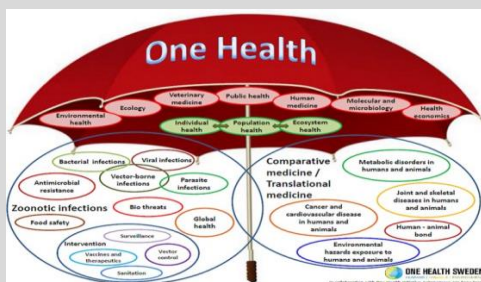 One Health
Environmental
health
Ecology
Veterinary
medicine
Public health
Human
medicine
Molecular and
microbiology
Health
economics
Individual
health
Population
health
Ecosystem
health
Bacterial infections
Viral infections
Vector-borne
infections
Parasite
infections
Antimicrobial
resistance
Bio threats
Zoonotic infections
Food safety
Global
health
Intervention
Surveillance
Vaccines and
therapeutics
Vector
control
Sanitation
Comparative
medicine /
Translational
medicine
Metabolic disorders in
humans and animals
Joint and skeletal
diseases in humans
and animals
Cancer and
cardiovascular disease
in humans and
animals
Human - animal
bond
Environmental
hazards exposure to
humans and animals
ONE HEALTH SWEDEN